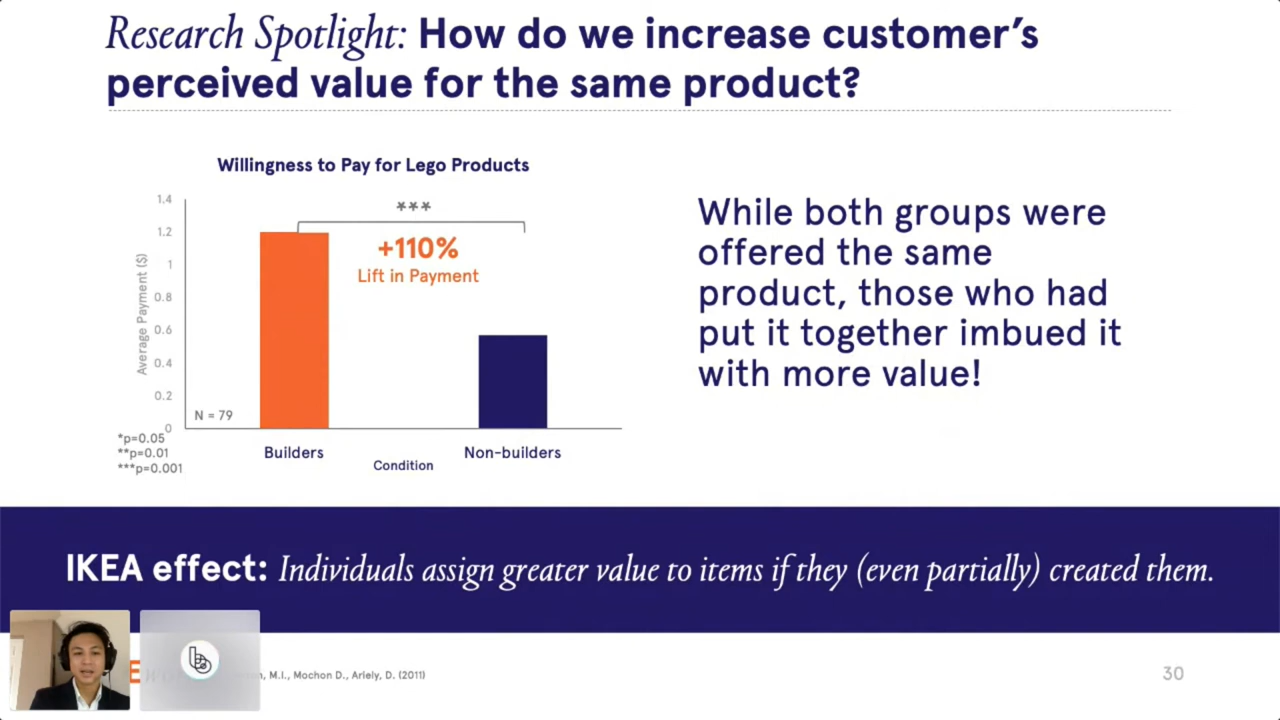 Research Spotlight: How do we increase customer's
perceived value for the same product?
Willingness to Pay for Lego Products
1.4
1.2
1
0.8
0.6
0.4
0.2
0
Average Payment ($)
***
+110%
Lift in Payment
N = 79
*p=0.05
**p=0.01
***p=0.001
Builders
Non-builders
Condition
While both groups were
offered the same
product, those who had
put it together imbued it
with more value!
IKEA effect: Individuals assign greater value to items if they (even partially) created them.
M.I., Mochon D., Ariely, D. (2011)
30